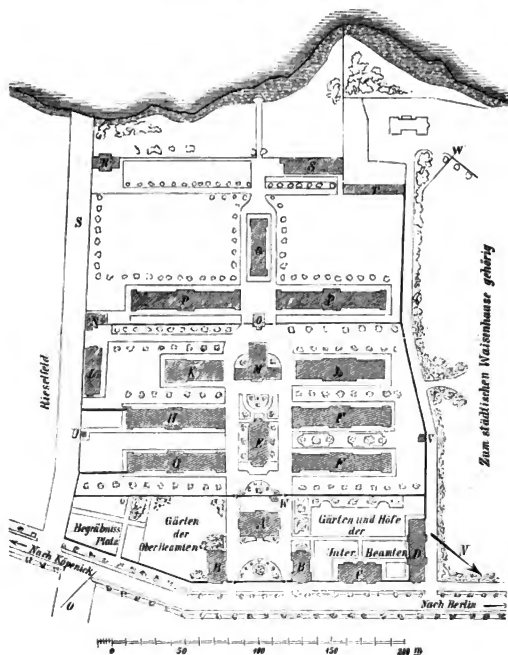 W
N
S
T
S
Zum städtischen Waisenhause gehörig
P
P
N
O
Rieselfeld
K
M
L
H
U
V
E
G
F
Begräbniss
Platz
Gärten
der
Oberbeamten
A
Gärten und Höfe
der
Unter Beamten
D
B
B
C
N
Nach Köpenick
O
Nach Berlin
0 50 100 150 200 m